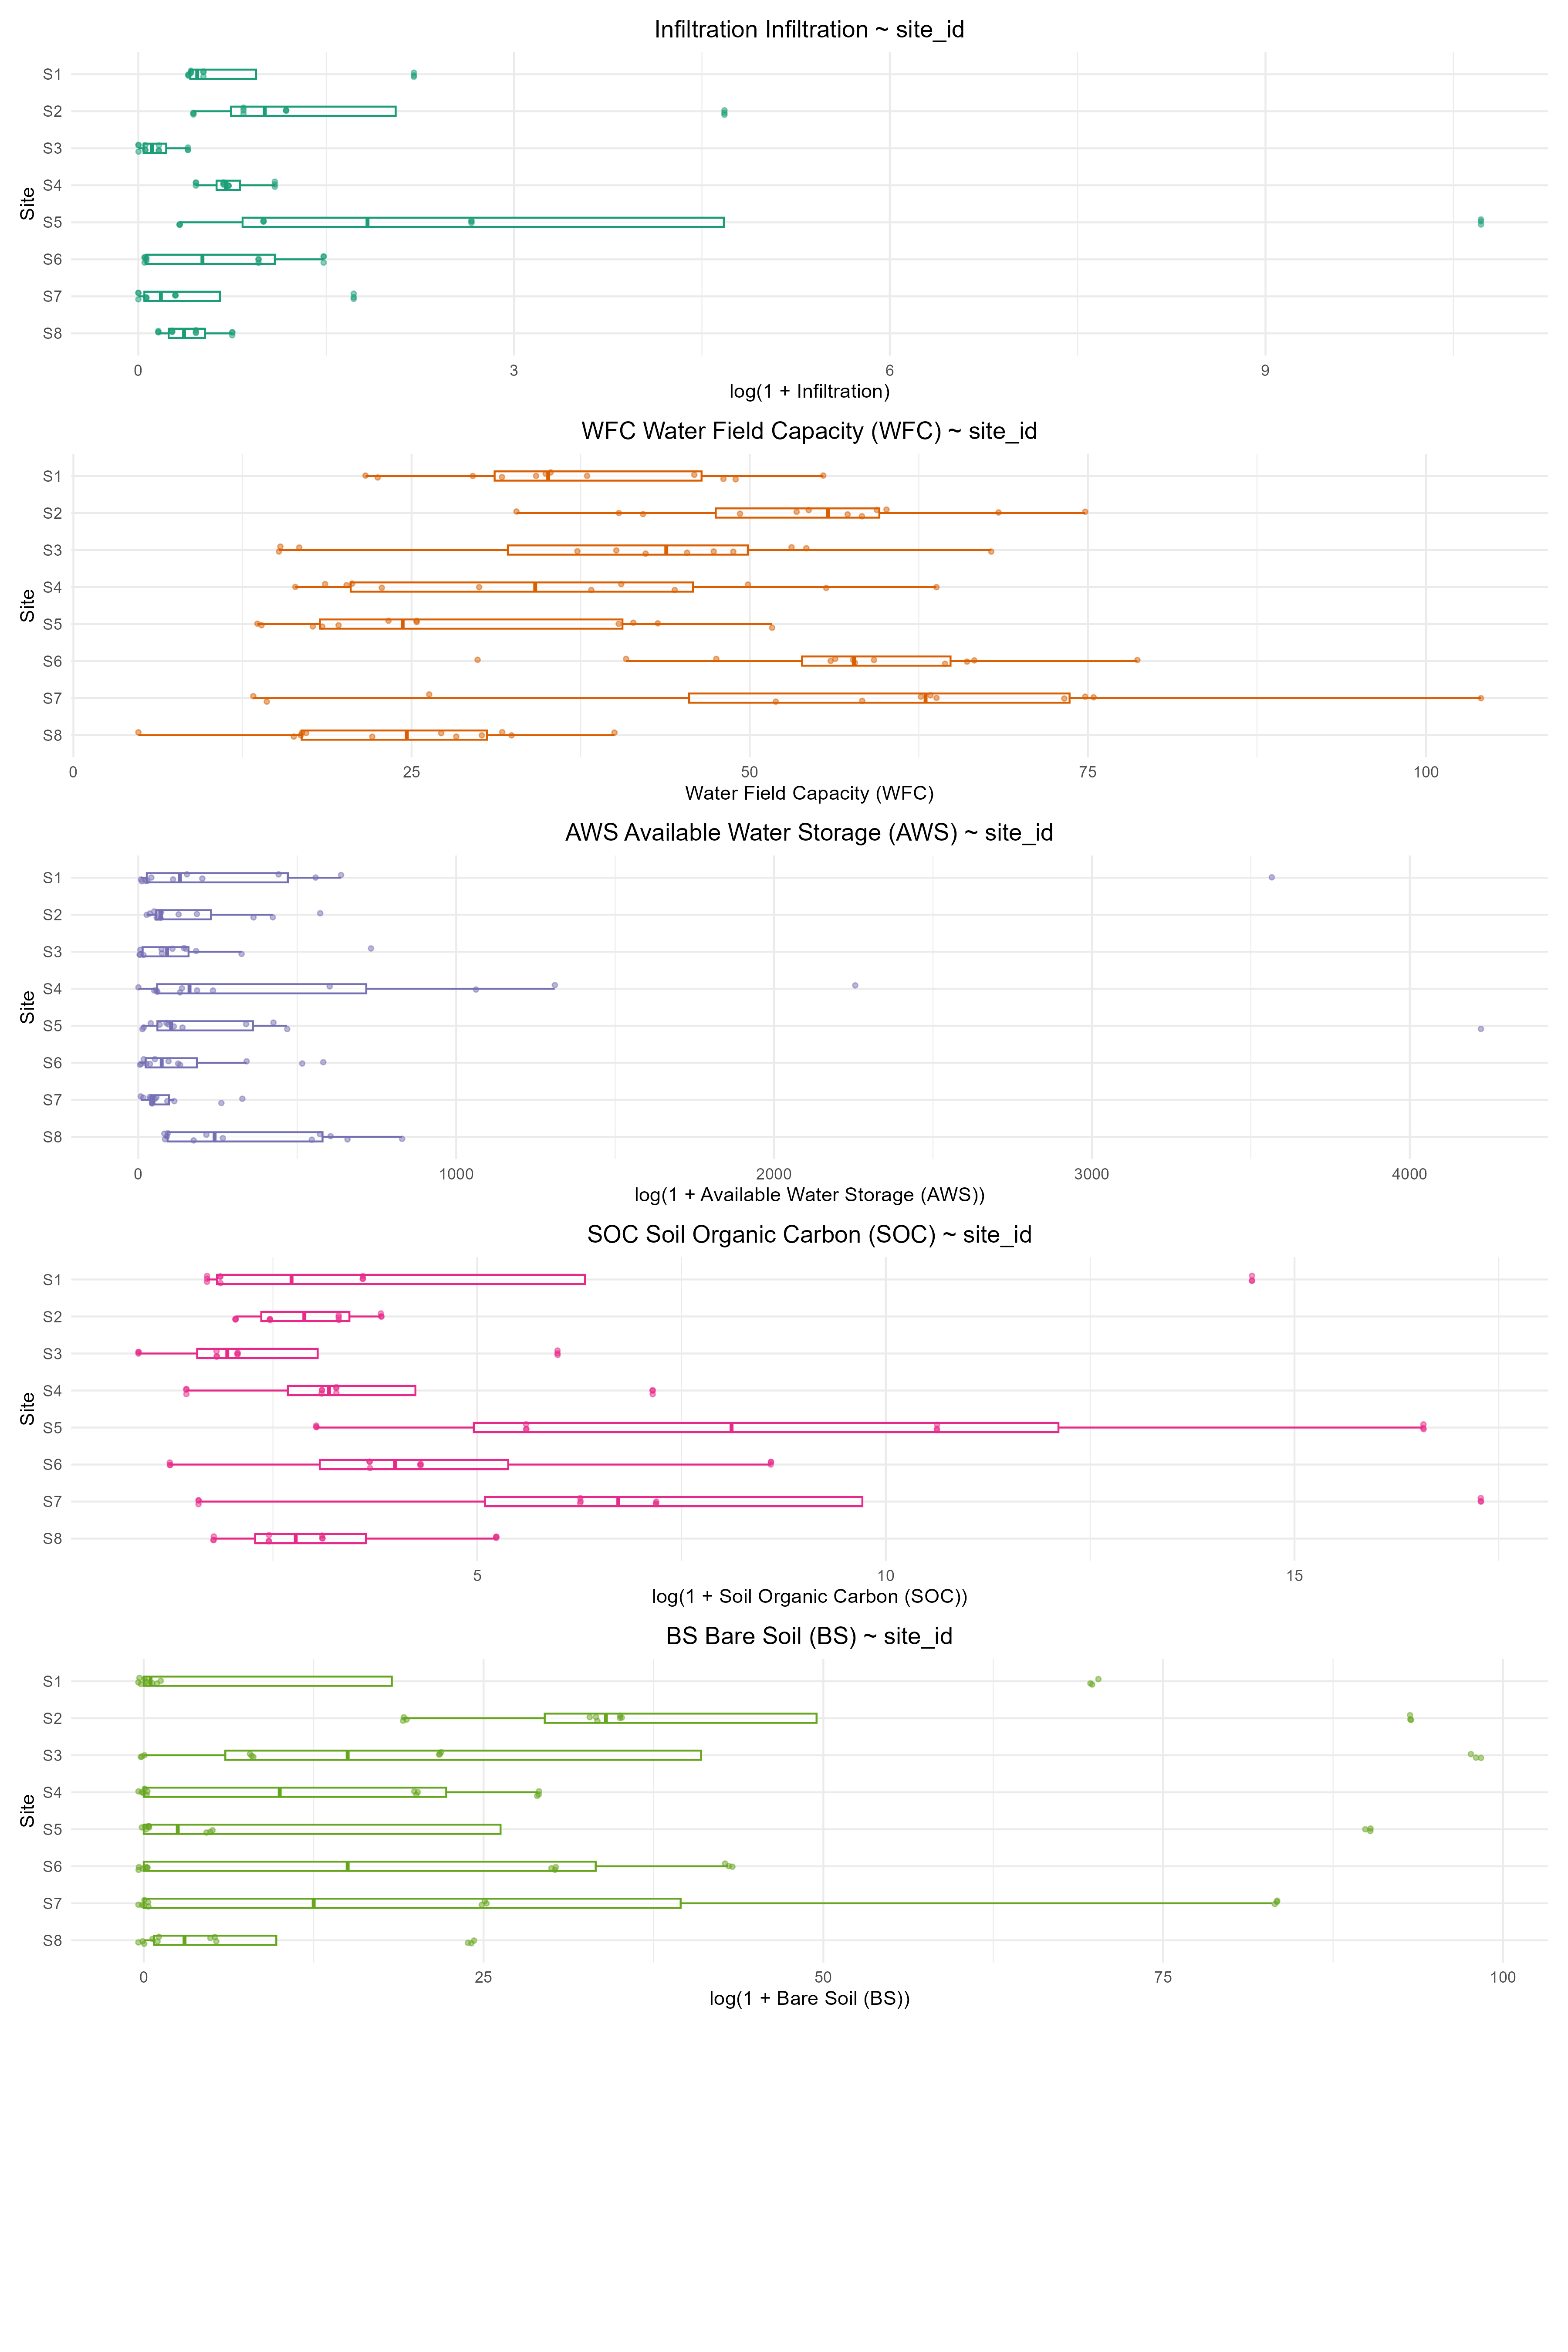 Infiltration Infiltration ~ site_id
Site
S1
S2
S3
S4
S5
S6
S7
S8
0 3 6 9
log(1 + Infiltration)
WFC Water Field Capacity (WFC) ~ site_id
Site
S1
S2
S3
S4
S5
S6
S7
S8
0 25 50 75 100
Water Field Capacity (WFC)
AWS Available Water Storage (AWS) ~ site_id
Site
S1
S2
S3
S4
S5
S6
S7
S8
0 1000 2000 3000 4000
log(1 + Available Water Storage (AWS))
SOC Soil Organic Carbon (SOC) ~ site_id
Site
S1
S2
S3
S4
S5
S6
S7
S8
5 10 15
log(1 + Soil Organic Carbon (SOC))
BS Bare Soil (BS) ~ site_id
Site
S1
S2
S3
S4
S5
S6
S7
S8
0 25 50 75 100
log(1 + Bare Soil (BS))